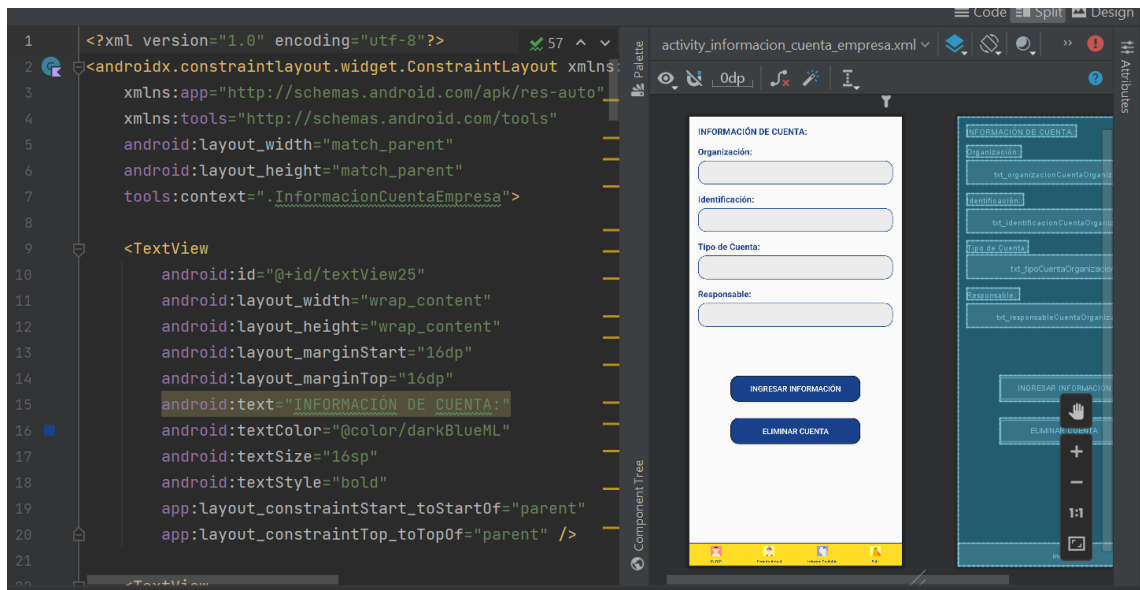 Code Split Design
1 <?xml version="1.0" encoding="utf-8"?> 57
2 <androidx.constraintlayout.widget.ConstraintLayout xmlns:
3 xmlns:app="http://schemas.android.com/apk/res-auto"
4 xmlns:tools="http://schemas.android.com/tools"
5 android:layout_width="match_parent"
6 android:layout_height="match_parent"
7 tools:context=".InformacionCuentaEmpresa">
8
9 <TextView
10 android:id="@+id/textView25"
11 android:layout_width="wrap_content"
12 android:layout_height="wrap_content"
13 android:layout_marginStart="16dp"
14 android:layout_marginTop="16dp"
15 android:text="INFORMACIÓN DE CUENTA:"
16 android:textColor="@color/darkBlueML"
17 android:textSize="16sp"
18 android:textStyle="bold"
19 app:layout_constraintStart_toStartOf="parent"
20 app:layout_constraintTop_toTopOf="parent" />
21
22 <TextView
Palette
Component Tree
activity_informacion_cuenta_empresa.xml
0dp
Attributes
INFORMACIÓN DE CUENTA:
Organización:
Identificación:
Tipo de Cuenta:
Responsable:
INGRESAR INFORMACIÓN
ELIMINAR CUENTA
INFORMACIÓN DE CUENTA:
Organización:
txt_organizacionCuentaOrganiz
Identificación:
txt_identificacionCuentaOrganiz
Tipo de Cuenta:
txt_tipoCuentaOrganizacion
Responsable:
txt_responsableCuentaOrganiz
INGRESAR INFORMACIÓN
ELIMINAR CUENTA
1:1